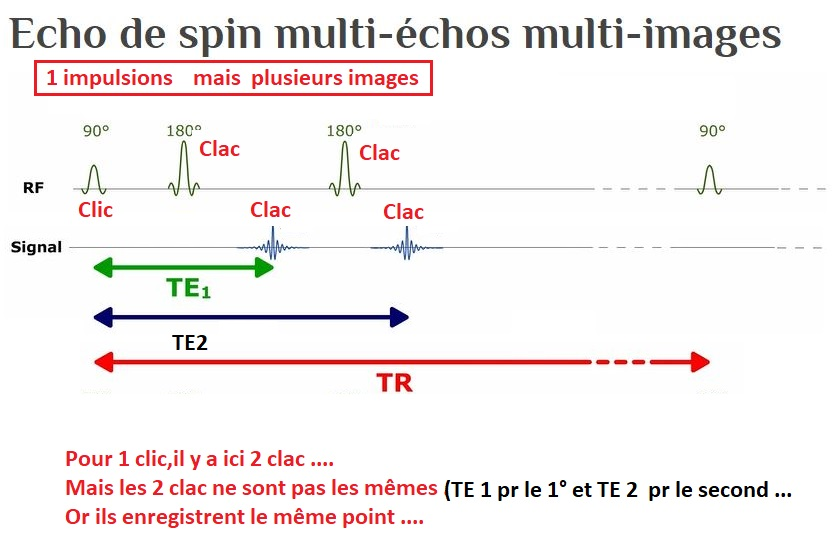 Echo de spin multi-échos multi-images
1 impulsions mais plusieurs images
90° 180° 180° 90°
Clac Clac
RF
Clic Clac Clac
Signal
TE₁
TE2
TR
Pour 1 clic,il y a ici 2 clac ....
Mais les 2 clac ne sont pas les mêmes (TE 1 pr le 1° et TE 2 pr le second ...
Or ils enregistrent le même point ....